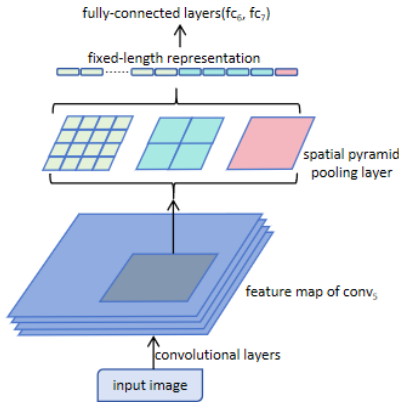 fully-connected layers(fc₆, fc₇)
fixed-length representation
spatial pyramid
pooling layer
feature map of conv₅
convolutional layers
input image